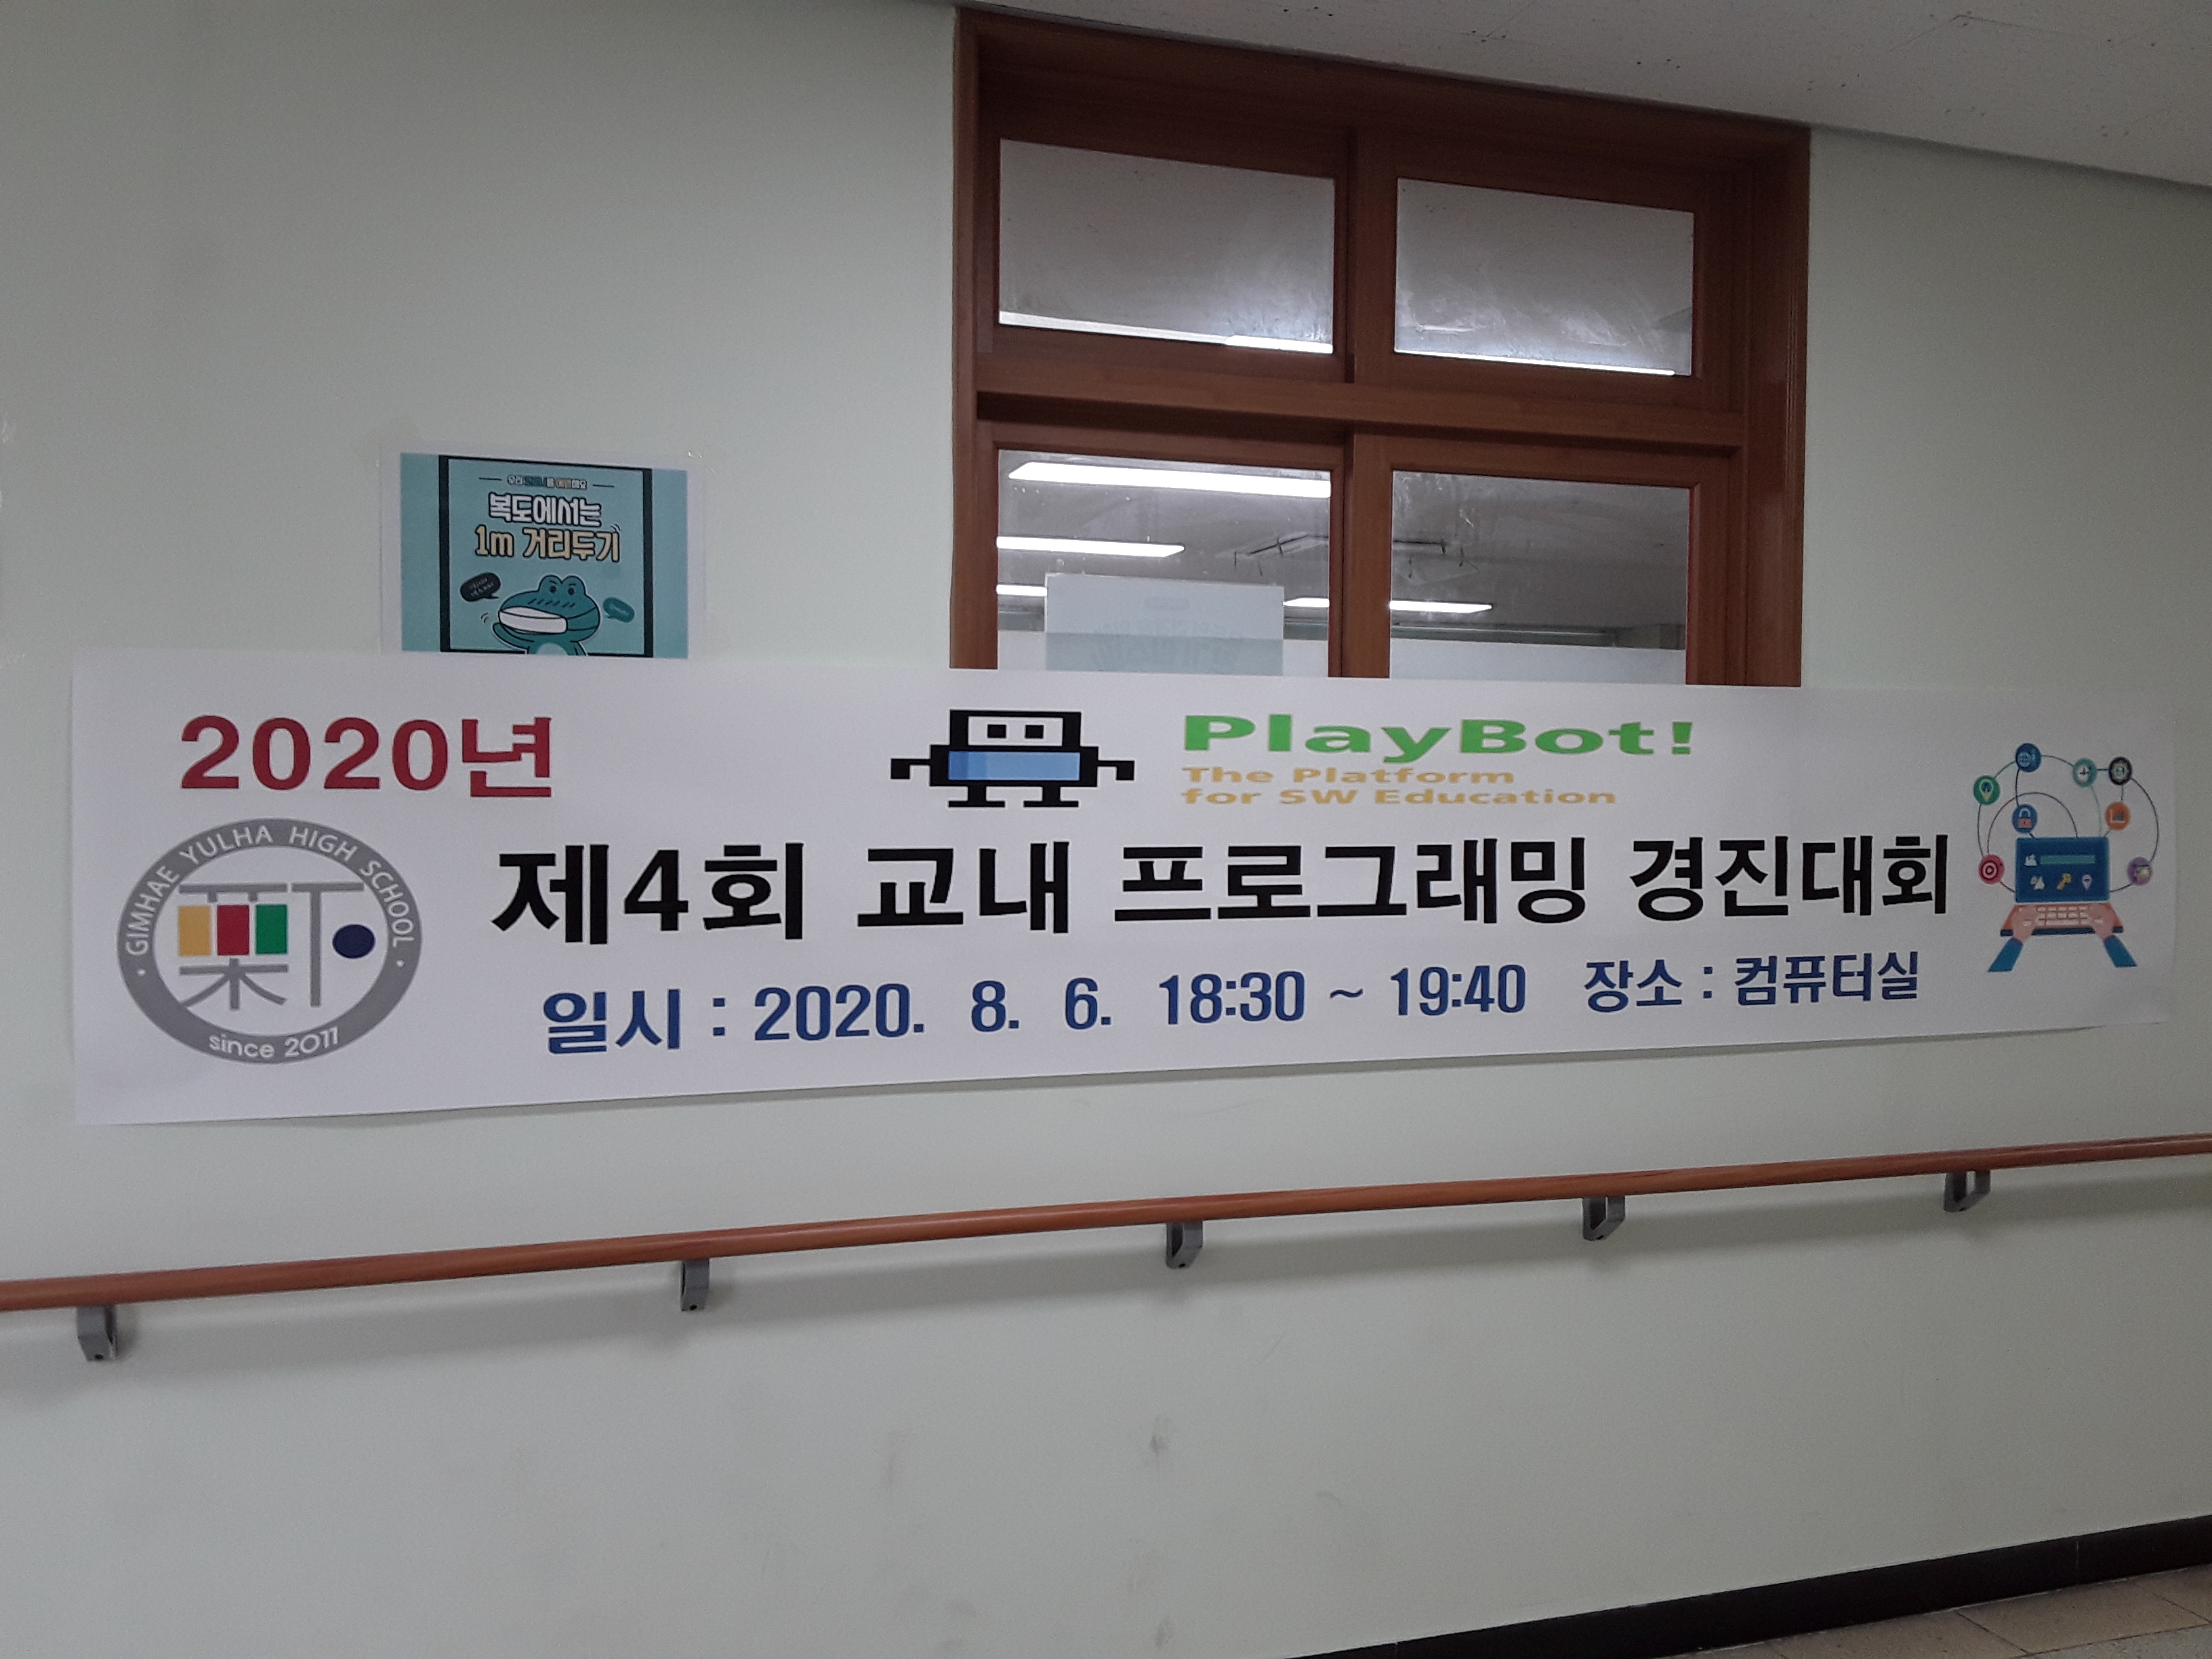 복도에서는
1m 거리두기
2020년
PlayBot!
The Platform
for SW Education
GIMHAE YULHA HIGH SCHOOL
栗下
since 2011
제4회 교내 프로그래밍 경진대회
일시 : 2020. 8. 6. 18:30 ~ 19:40 장소 : 컴퓨터실